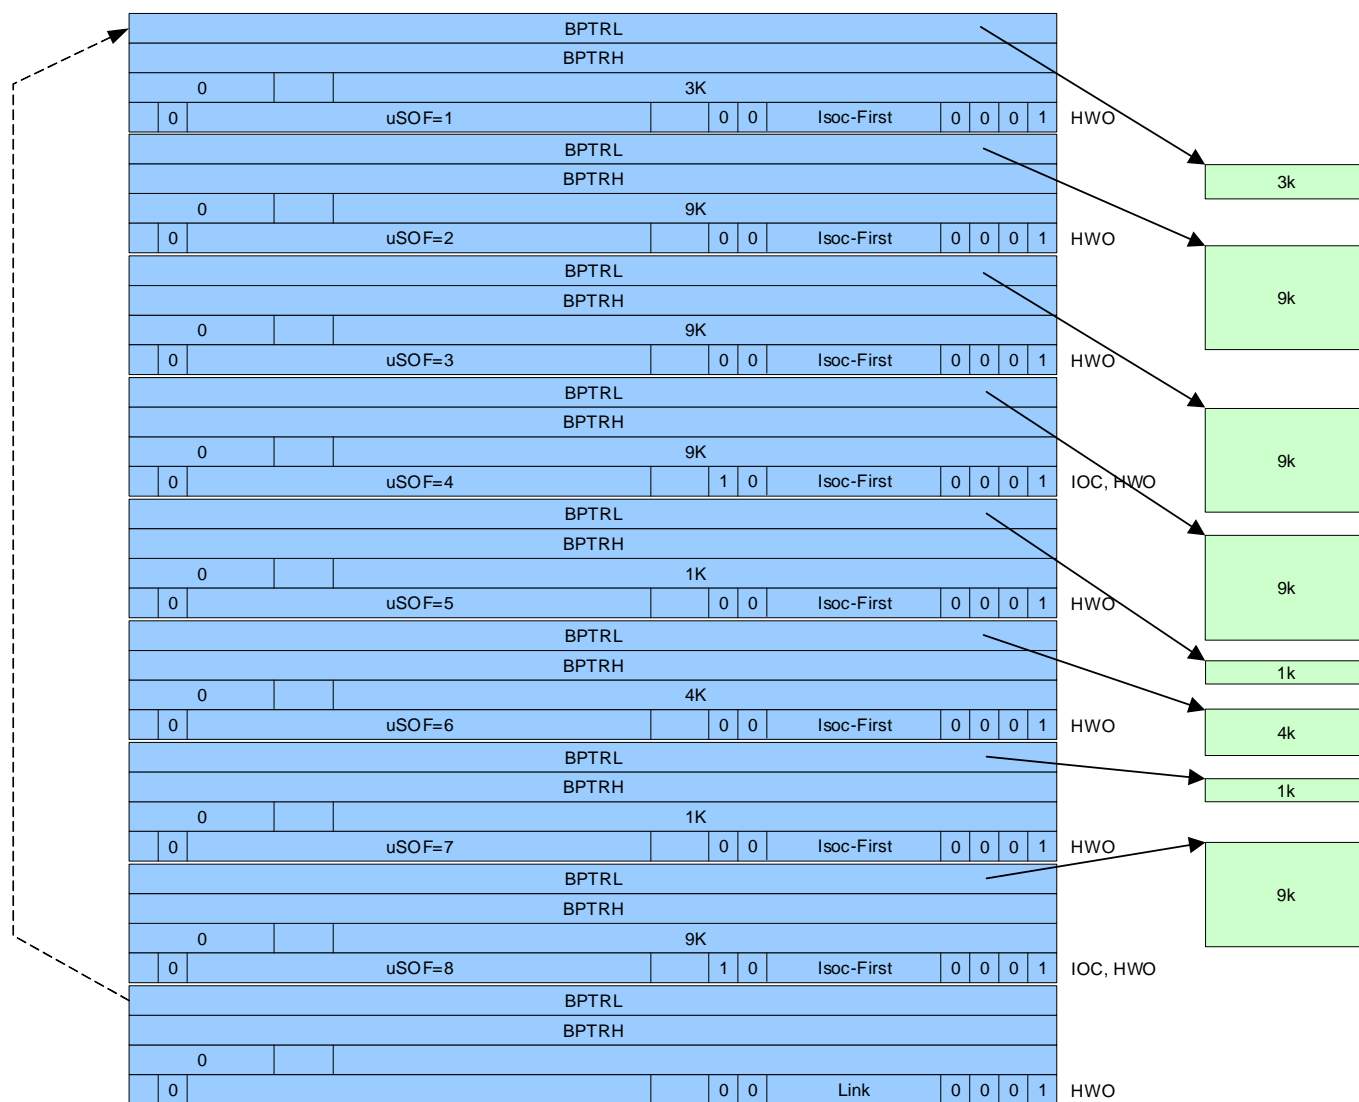 BPTRL
BPTRH
0 3K
0 uSOF=1 0 0 Isoc-First 0 0 0 1 HWO
BPTRL
BPTRH
3k
0 9K
0 uSOF=2 0 0 Isoc-First 0 0 0 1 HWO
BPTRL
BPTRH
9k
0 9K
0 uSOF=3 0 0 Isoc-First 0 0 0 1 HWO
BPTRL
BPTRH
0 9K
9k
0 uSOF=4 1 0 Isoc-First 0 0 0 1 IOC, HWO
BPTRL
BPTRH
0 1K
9k
0 uSOF=5 0 0 Isoc-First 0 0 0 1 HWO
BPTRL
BPTRH
1k
0 4K
0 uSOF=6 0 0 Isoc-First 0 0 0 1 HWO
4k
BPTRL
BPTRH
1k
0 1K
0 uSOF=7 0 0 Isoc-First 0 0 0 1 HWO
BPTRL
9k
BPTRH
0 9K
0 uSOF=8 1 0 Isoc-First 0 0 0 1 IOC, HWO
BPTRL
BPTRH
0
0 0 0 Link 0 0 0 1 HWO